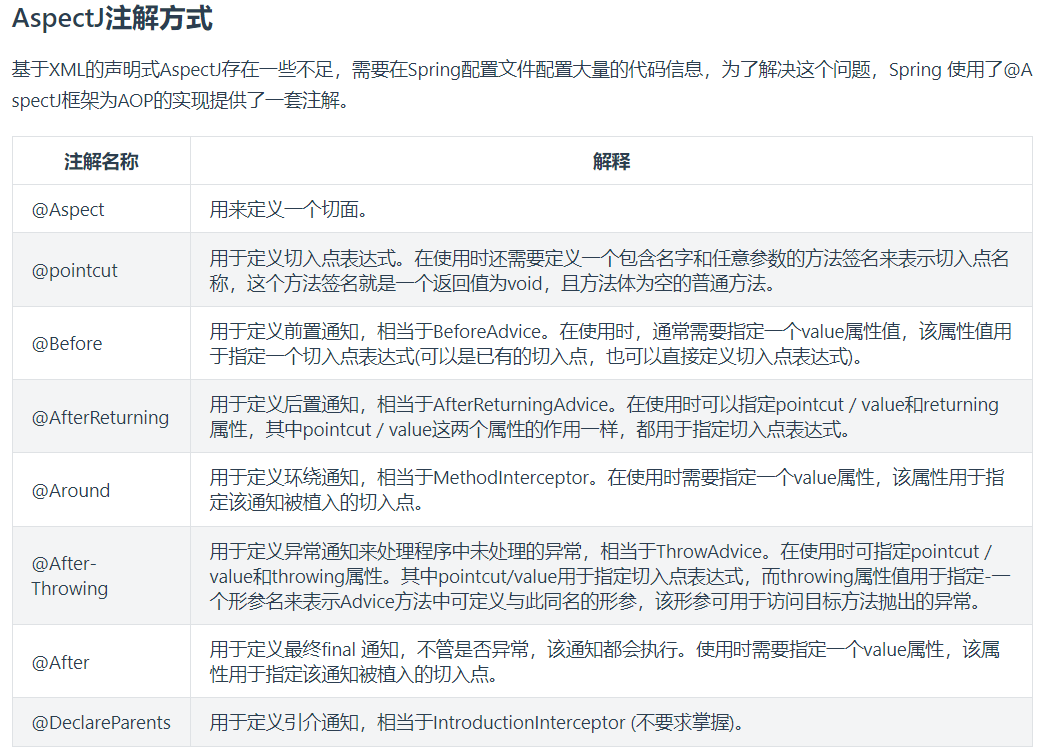 AspectJ注解方式
基于XML的声明式AspectJ存在一些不足，需要在Spring配置文件配置大量的代码信息，为了解决这个问题，Spring 使用了@A
spectJ框架为AOP的实现提供了一套注解。
注解名称
解释
@Aspect
用来定义一个切面。
@pointcut
用于定义切入点表达式。在使用时还需要定义一个包含名字和任意参数的方法签名来表示切入点名
称，这个方法签名就是一个返回值为void，且方法体为空的普通方法。
@Before
用于定义前置通知，相当于BeforeAdvice。在使用时，通常需要指定一个value属性值，该属性值用
于指定一个切入点表达式(可以是已有的切入点，也可以直接定义切入点表达式)。
@AfterReturning
用于定义后置通知，相当于AfterReturningAdvice。在使用时可以指定pointcut / value和returning
属性，其中pointcut / value这两个属性的作用一样，都用于指定切入点表达式。
@Around
用于定义环绕通知，相当于MethodInterceptor。在使用时需要指定一个value属性，该属性用于指
定该通知被植入的切入点。
@After-
Throwing
用于定义异常通知来处理程序中未处理的异常，相当于ThrowAdvice。在使用时可指定pointcut /
value和throwing属性。其中pointcut/value用于指定切入点表达式，而throwing属性值用于指定-一
个形参名来表示Advice方法中可定义与此同名的形参，该形参可用于访问目标方法抛出的异常。
@After
用于定义最终final 通知，不管是否异常，该通知都会执行。使用时需要指定一个value属性，该属
性用于指定该通知被植入的切入点。
@DeclareParents
用于定义引介通知，相当于IntroductionInterceptor (不要求掌握)。